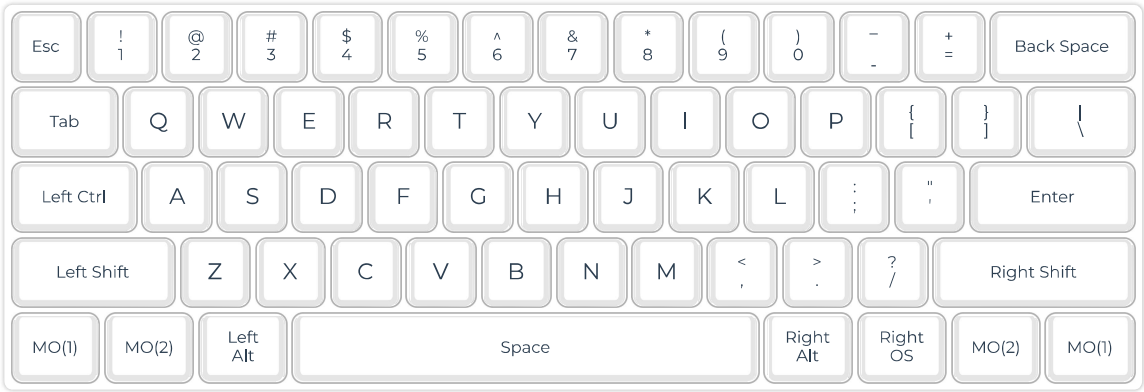 Esc ! @ # $ % ^ & * ( ) _ + Back Space
1 2 3 4 5 6 7 8 9 0 - =
Tab Q W E R T Y U I O P { } |
[ ] \
Left Ctrl A S D F G H J K L : " Enter
; '
Left Shift Z X C V B N M < > ? Right Shift
, . /
MO(1) MO(2) Left Alt Space Right Alt Right OS MO(2) MO(1)